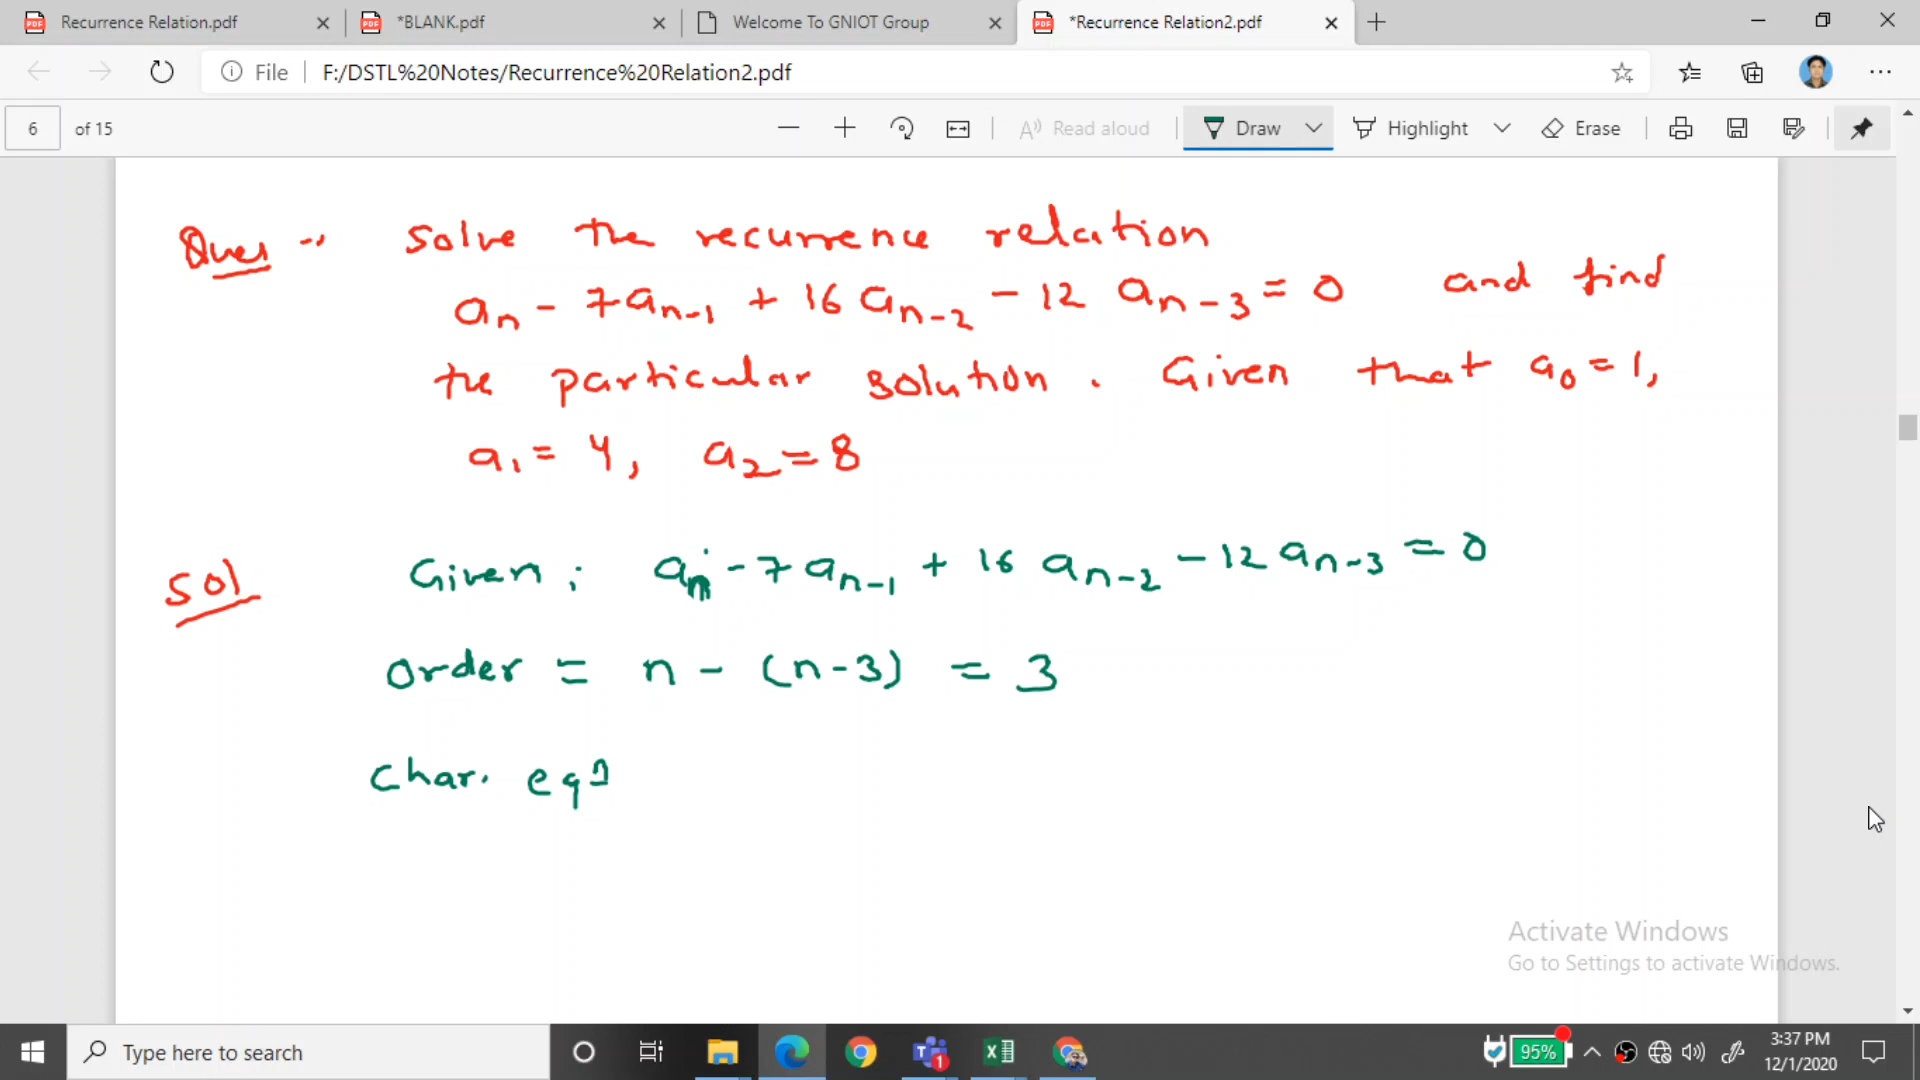 Recurrence Relation.pdf
*BLANK.pdf
Welcome To GNIOT Group
*Recurrence Relation2.pdf
File
F:/DSTL%20Notes/Recurrence%20Relation2.pdf
6 of 15
Read aloud
Draw
Highlight
Erase
Ques :- solve the recurrence relation
aₙ - 7aₙ₋₁ + 16 aₙ₋₂ - 12 aₙ₋₃ = 0 and find
the particular solution. Given that a₀ = 1,
a₁ = 4, a₂ = 8
Sol Given : aₙ - 7 aₙ₋₁ + 16 aₙ₋₂ - 12 aₙ₋₃ = 0
order = n - (n-3) = 3
Char. eqⁿ
Activate Windows
Go to Settings to activate Windows.
Type here to search
1
95%
3:37 PM
12/1/2020